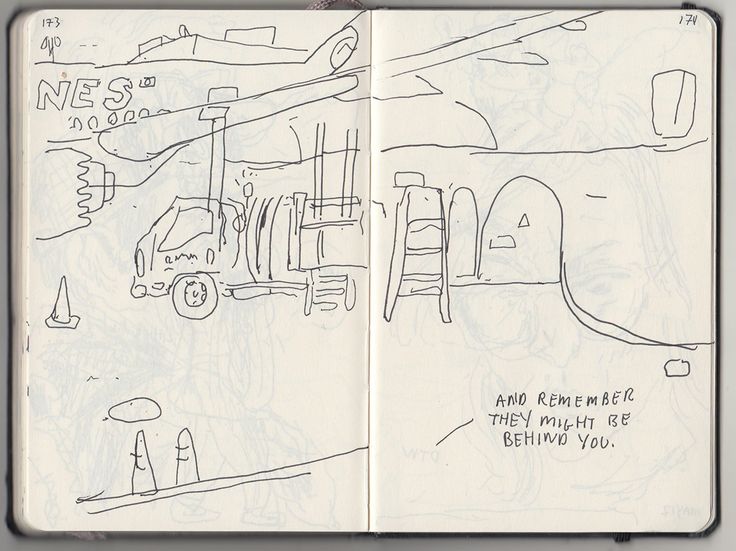 173
174
NES
AND REMEMBER
THEY MIGHT BE
BEHIND YOU.